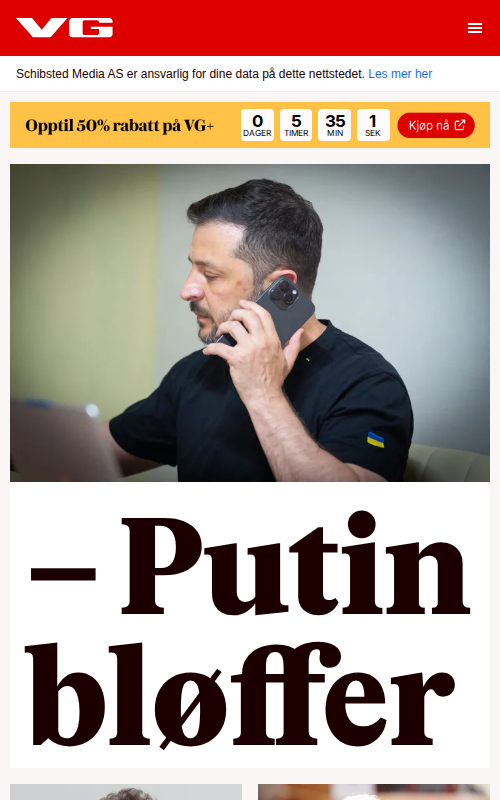 VG
Schibsted Media AS er ansvarlig for dine data på dette nettstedet. Les mer her
Opptil 50% rabatt på VG+
0 5 35 1
DAGER TIMER MIN SEK
Kjøp nå
– Putin
bløffer